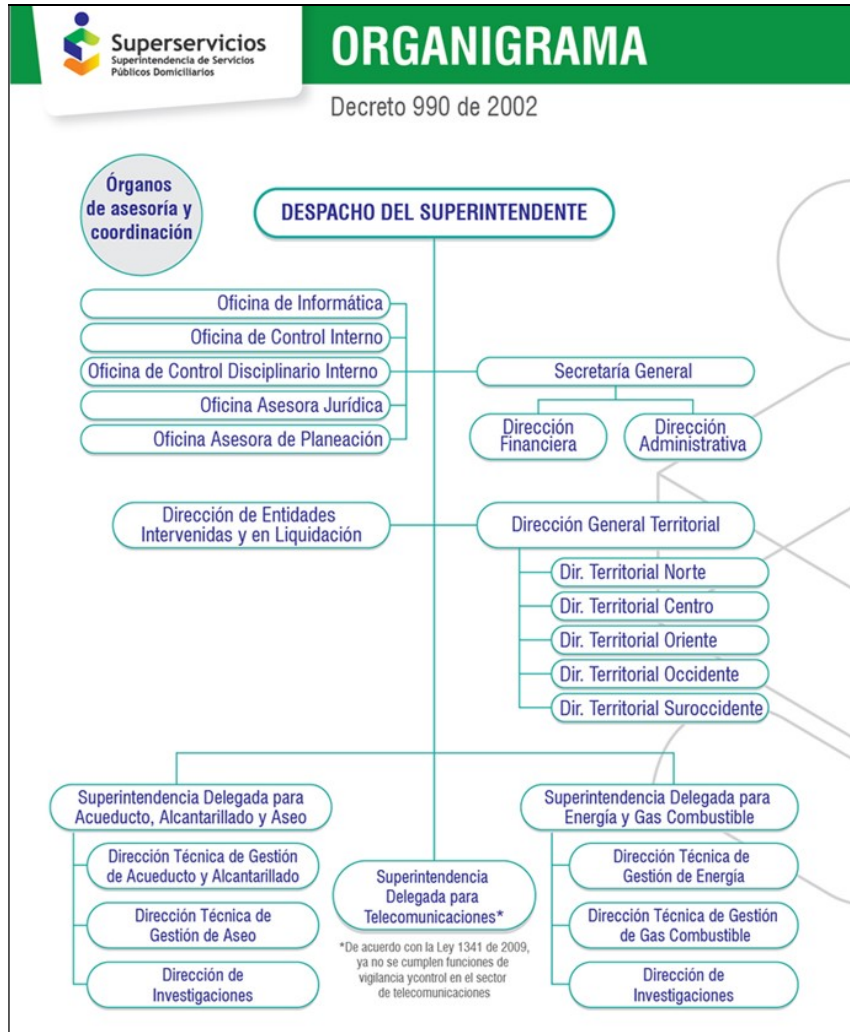 Superservicios
Superintendencia de Servicios
Públicos Domiciliarios
ORGANIGRAMA
Decreto 990 de 2002
Órganos
de asesoría y
coordinación
DESPACHO DEL SUPERINTENDENTE
Oficina de Informática
Oficina de Control Interno
Oficina de Control Disciplinario Interno
Oficina Asesora Jurídica
Oficina Asesora de Planeación
Secretaría General
Dirección
Financiera
Dirección
Administrativa
Dirección de Entidades
Intervenidas y en Liquidación
Dirección General Territorial
Dir. Territorial Norte
Dir. Territorial Centro
Dir. Territorial Oriente
Dir. Territorial Occidente
Dir. Territorial Suroccidente
Superintendencia Delegada para
Acueducto, Alcantarillado y Aseo
Dirección Técnica de Gestión
de Acueducto y Alcantarillado
Dirección Técnica de
Gestión de Aseo
Dirección de
Investigaciones
Superintendencia
Delegada para
Telecomunicaciones*
*De acuerdo con la Ley 1341 de 2009,
ya no se cumplen funciones de
vigilancia ycontrol en el sector
de telecomunicaciones
Superintendencia Delegada para
Energía y Gas Combustible
Dirección Técnica de
Gestión de Energía
Dirección Técnica de Gestión
de Gas Combustible
Dirección de
Investigaciones